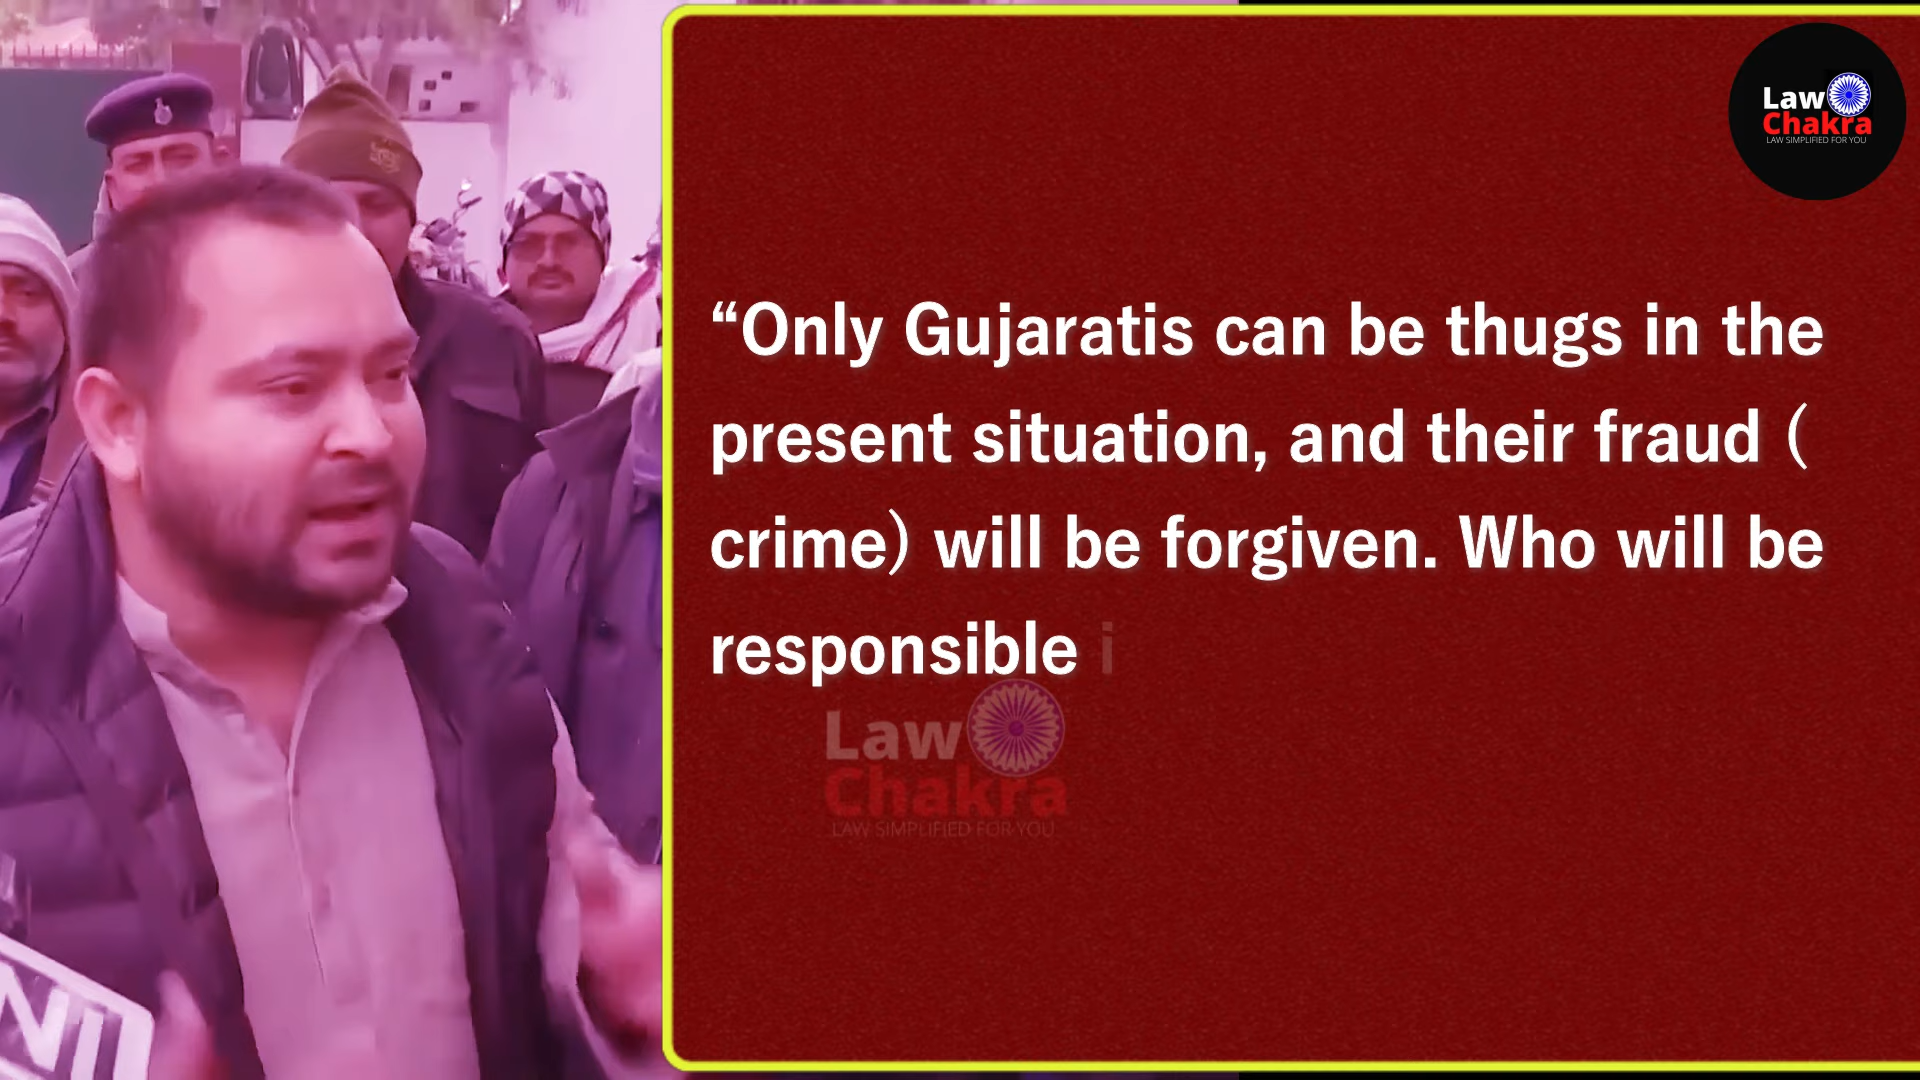 Law
Chakra
LAW SIMPLIFIED FOR YOU
“Only Gujaratis can be thugs in the
present situation, and their fraud (
crime) will be forgiven. Who will be
responsible i
Law
Chakra
LAW SIMPLIFIED FOR YOU
NI